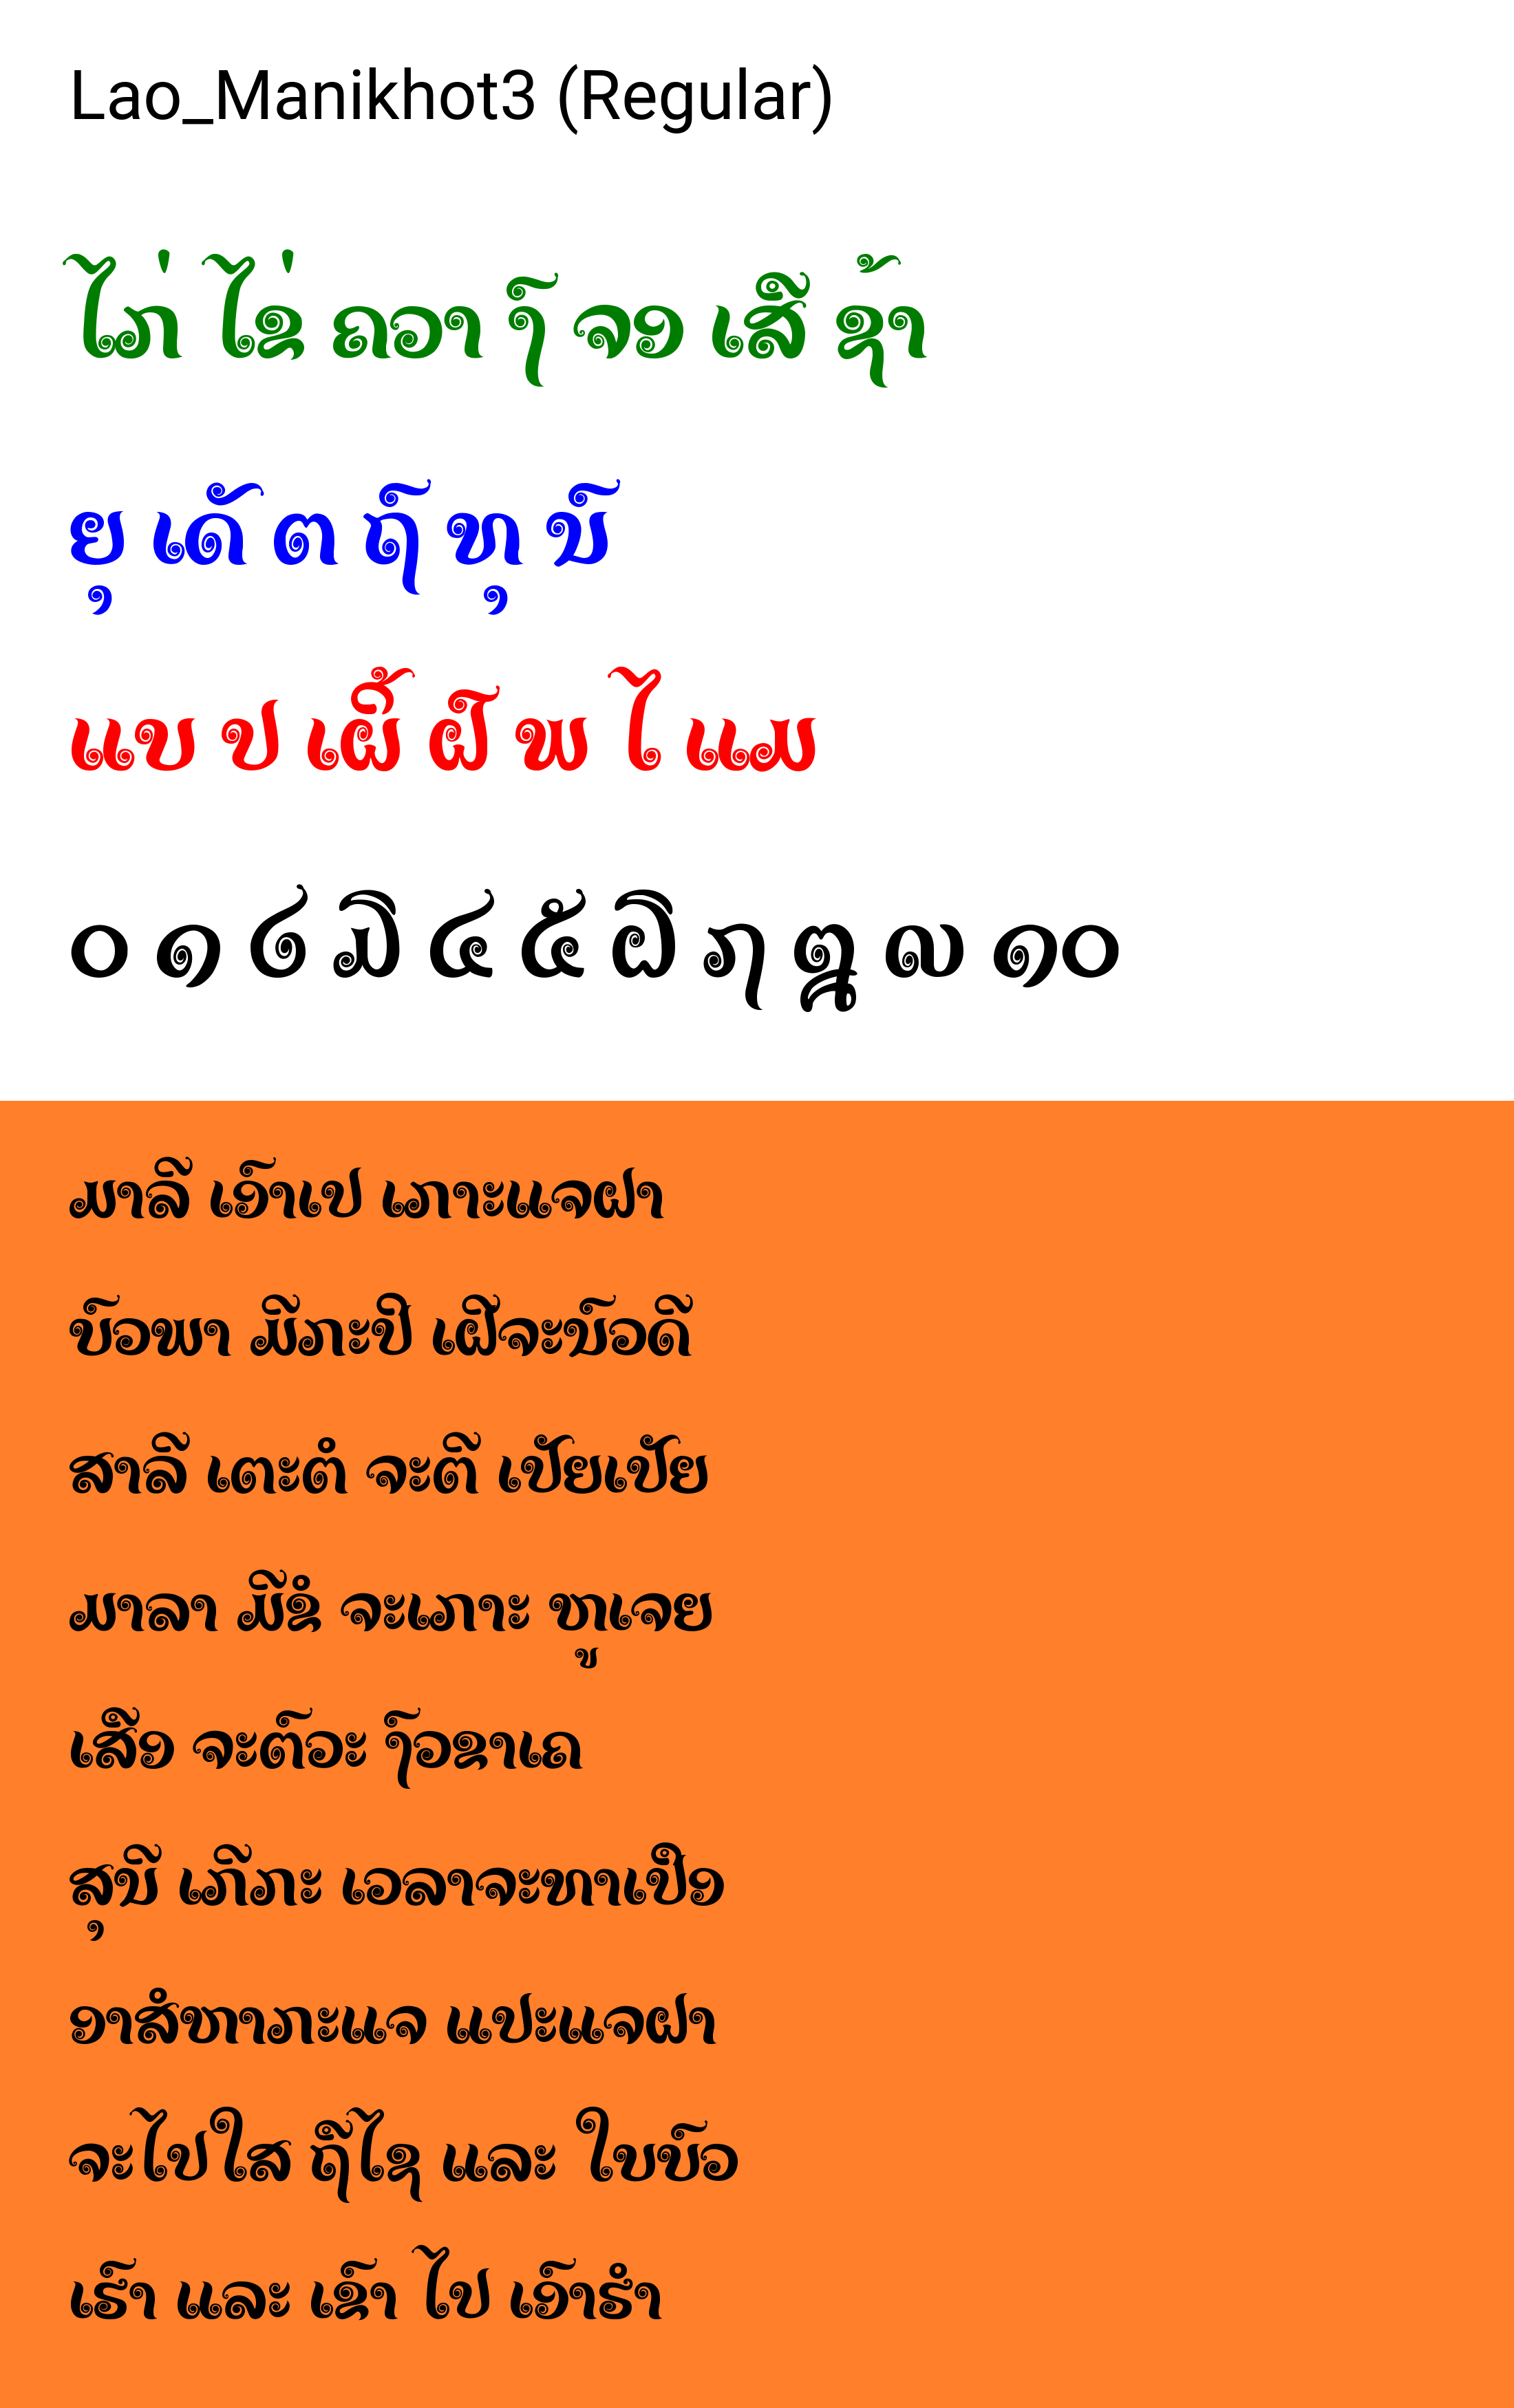 Lao_Manikhot3 (Regular)
ໄກ່ ໄຂ່ ຄວາ ງົ ຈອ ເສື ຊ້າ
ຍຸ ເດັ ຕ ຖົ ທຸ ນົ
ແບ ປ ເຜິ້ ຝົ ພ ໄ ແມ
໐ ໑ ໒ ໓ ໔ ໕ ໖ ໗ ໘ ໙ ໑໐
ມາລີ ເອົາເປ ເກາະແຈຝາ
ບົວພາ ມີກະປິ ເຝີຈະນົວດີ
ສາລີ ເຕະຕໍ ຈະຕີ ເປັຍເປັຍ
ມາລາ ມີຂໍ ຈະເກາະ ຫູເຈຍ
ເສືອ ຈະຕົວະ ງົວຂາເຄ
ສຸນີ ເກີກະ ເວລາຈະທາເປືອ
ອາສໍຫາກະແຈ ແປະແຈຝາ
ຈະໄປໃສ ຖືໄຊ ແລະ ໃບບົວ
ເຮົາ ແລະ ເຂົາ ໄປ ເອົາຮຳ